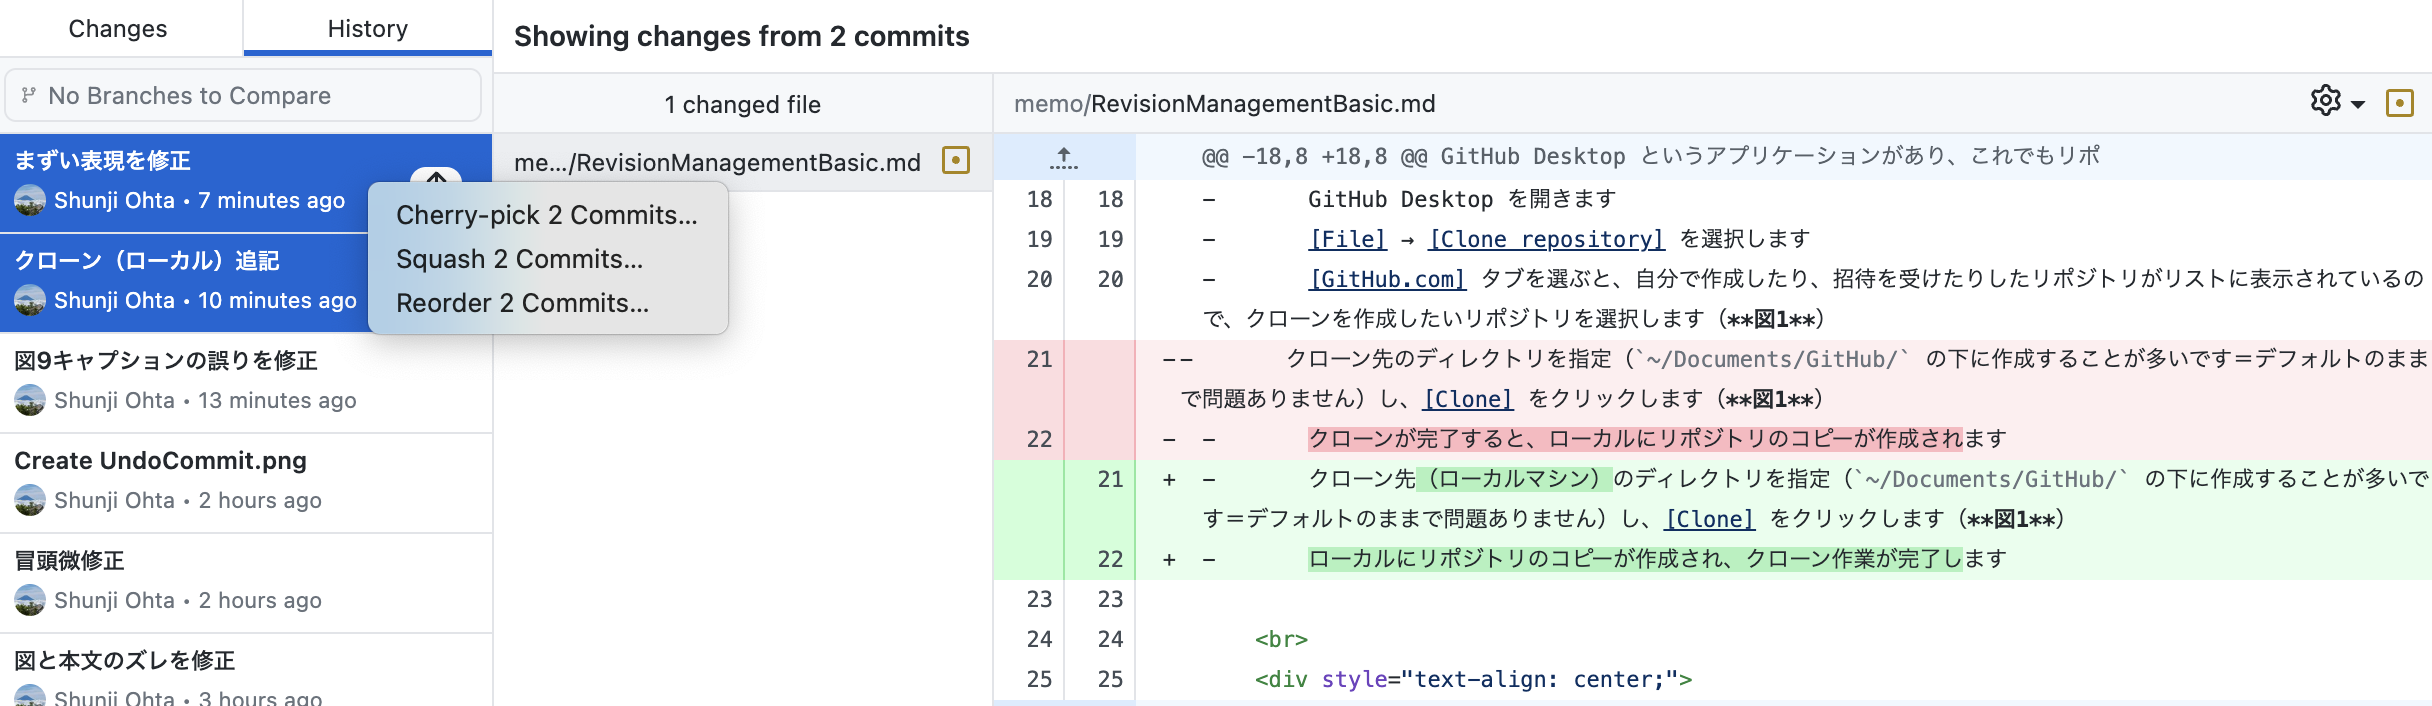 Changes
History
No Branches to Compare
まずい表現を修正
Shunji Ohta • 7 minutes ago
クローン（ローカル）追記
Shunji Ohta • 10 minutes ago
図9キャプションの誤りを修正
Shunji Ohta • 13 minutes ago
Create UndoCommit.png
Shunji Ohta • 2 hours ago
冒頭微修正
Shunji Ohta • 2 hours ago
図と本文のズレを修正
Shunji Ohta • 3 hours ago
Cherry-pick 2 Commits...
Squash 2 Commits...
Reorder 2 Commits...
Showing changes from 2 commits
1 changed file
me.../RevisionManagementBasic.md
memo/RevisionManagementBasic.md
@@ -18,8 +18,8 @@ GitHub Desktop というアプリケーションがあり、これでもリポ
18 18 - GitHub Desktop を開きます
19 19 - [File] → [Clone repository] を選択します
20 20 - [GitHub.com] タブを選ぶと、自分で作成したり、招待を受けたりしたリポジトリがリストに表示されているの
で、クローンを作成したいリポジトリを選択します（**図1**）
21 -- クローン先のディレクトリを指定（`~/Documents/GitHub/` の下に作成することが多いです＝デフォルトのまま
で問題ありません）し、[Clone] をクリックします（**図1**）
22 - - クローンが完了すると、ローカルにリポジトリのコピーが作成されます
21 + - クローン先（ローカルマシン）のディレクトリを指定（`~/Documents/GitHub/` の下に作成することが多いで
す＝デフォルトのままで問題ありません）し、[Clone] をクリックします（**図1**）
22 + - ローカルにリポジトリのコピーが作成され、クローン作業が完了します
23 23
24 24 <br>
25 25 <div style="text-align: center;">